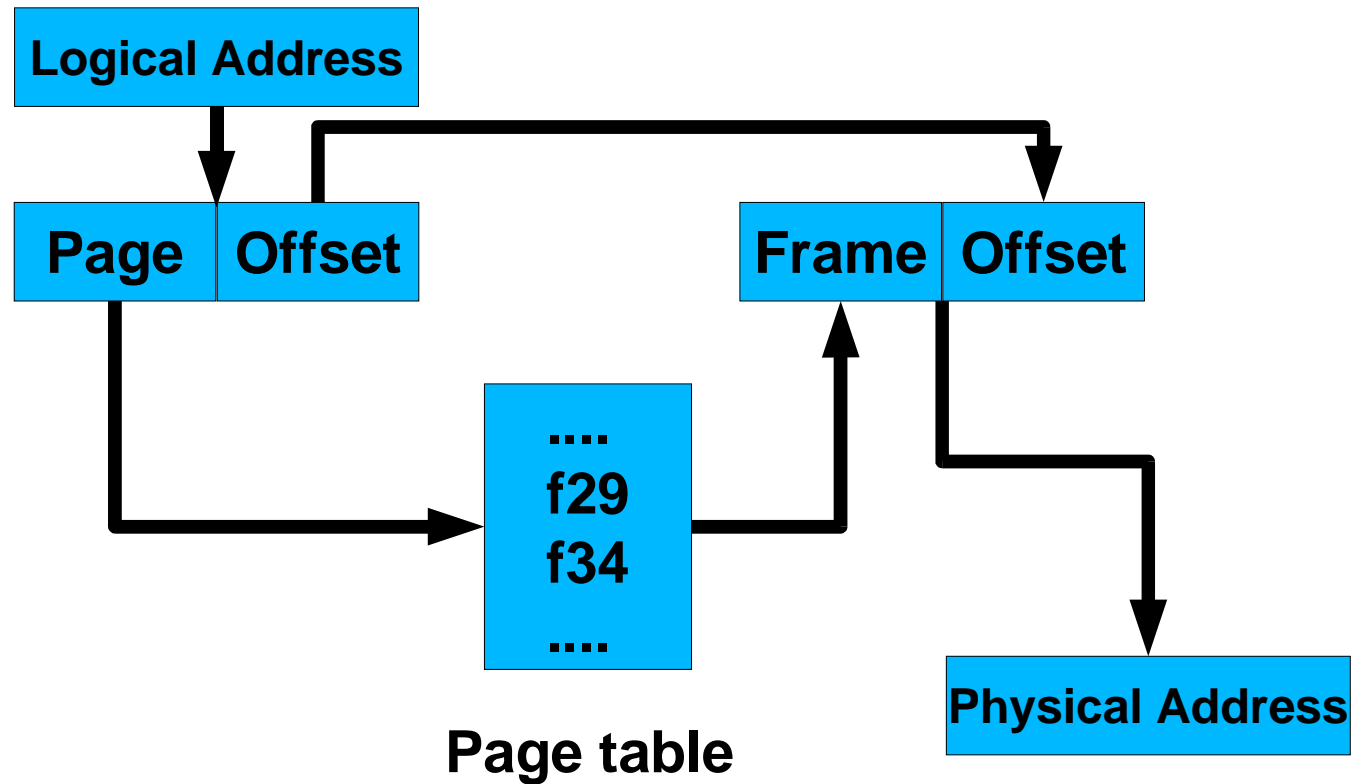 Logical Address
Page Offset
Frame Offset
....
f29
f34
....
Page table
Physical Address